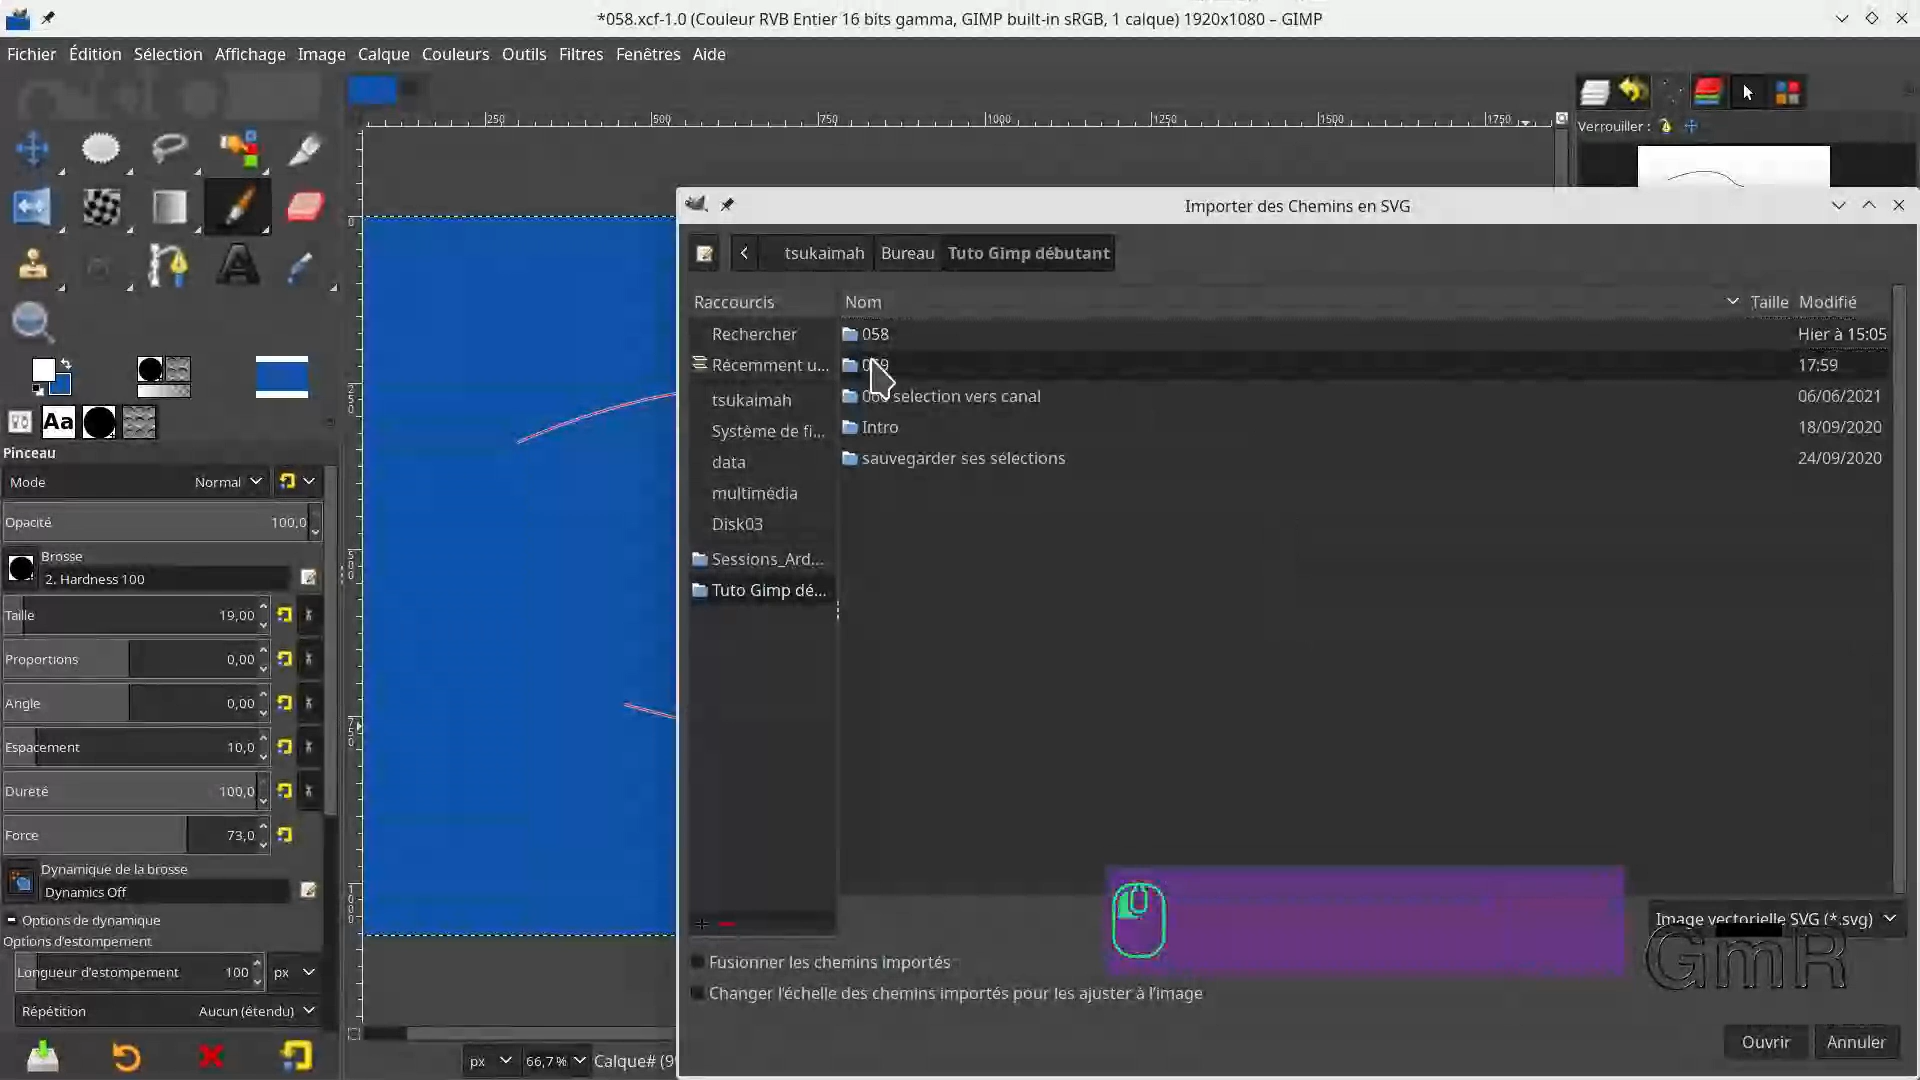 *058.xcf-1.0 (Couleur RVB Entier 16 bits gamma, GIMP built-in sRGB, 1 calque) 1920x1080 – GIMP
Fichier Édition Sélection Affichage Image Calque Couleurs Outils Filtres Fenêtres Aide
250 500 750 1000 1250 1500 1750
Verrouiller :
Importer des Chemins en SVG
tsukaimah Bureau Tuto Gimp débutant
Raccourcis Nom Taille Modifié
Rechercher 058 Hier à 15:05
Récemment u... 17:59
tsukaimah selection vers canal 06/06/2021
Système de fi... Intro 18/09/2020
data sauvegarder ses sélections 24/09/2020
multimédia
Disk03
Sessions_Ard...
Tuto Gimp dé...
Aa
Pinceau
Mode Normal
Opacité 100,0
Brosse
2. Hardness 100
Taille 19,00
Proportions 0,00
Angle 0,00
Espacement 10,0
Dureté 100,0
Force 73,0
Dynamique de la brosse
Dynamics Off
Options de dynamique
Options d'estompement
Longueur d'estompement 100 px
Répétition Aucun (étendu)
Image vectorielle SVG (*.svg)
GmR
Fusionner les chemins importés
Changer l'échelle des chemins importés pour les ajuster à l'image
Ouvrir Annuler
px 66,7 % Calque# (9